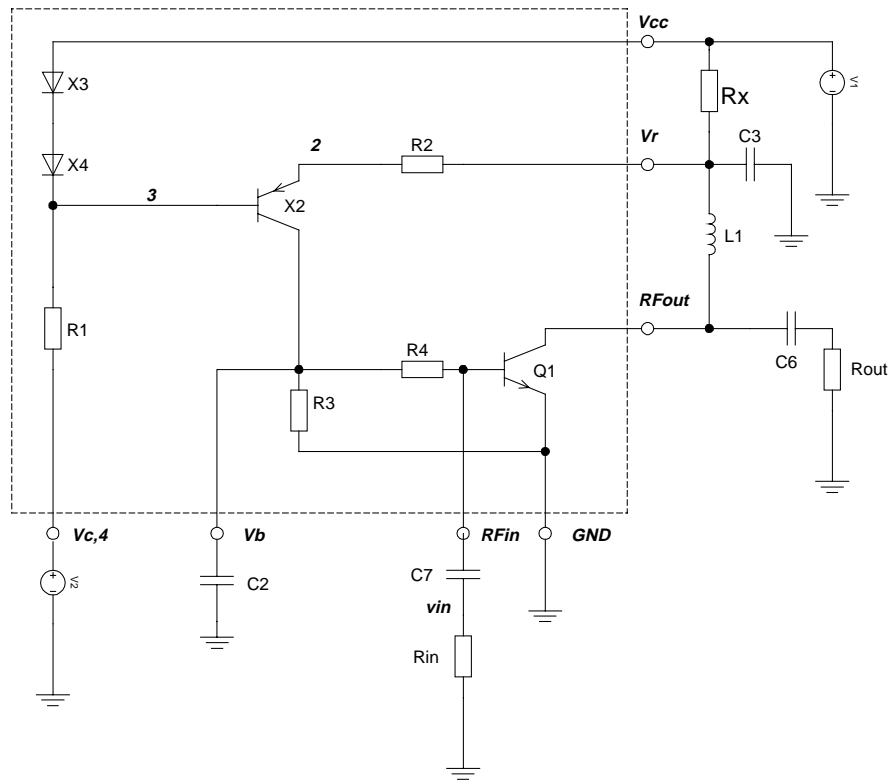 Vcc
X3
V1
Rx
2
R2
Vr
C3
X4
3
X2
L1
RFout
R1
R4
C6
Rout
Q1
R3
Vc,4
Vb
RFin
GND
V2
C2
C7
vin
Rin